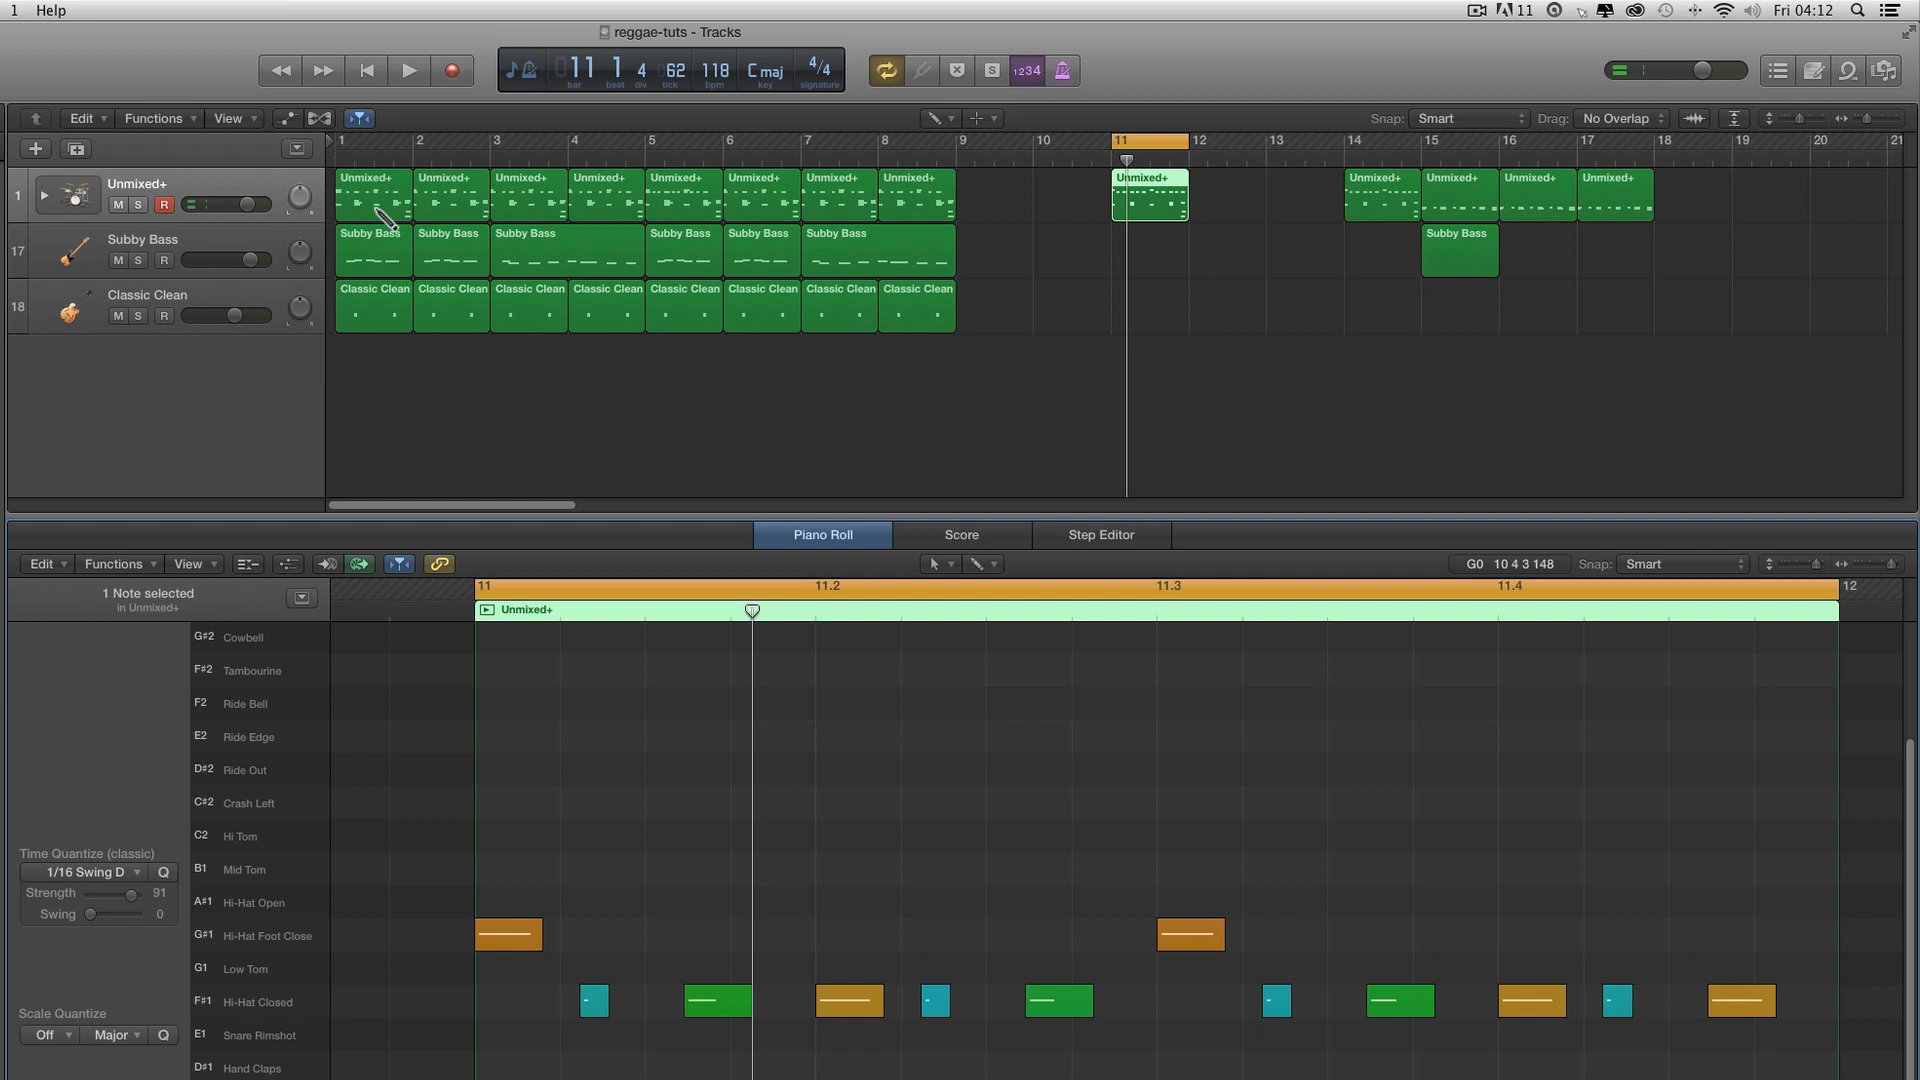 1 Help 11 Fri 04:12
reggae-tuts - Tracks
11 1 4 62 118 C maj 4/4
bar beat div tick bpm key signature
S 1234
Edit Functions View Snap: Smart Drag: No Overlap
1 2 3 4 5 6 7 8 9 10 11 12 13 14 15 16 17 18 19 20 21
1 Unmixed+
M S R L R
Unmixed+ Unmixed+ Unmixed+ Unmixed+ Unmixed+ Unmixed+ Unmixed+ Unmixed+ Unmixed+ Unmixed+ Unmixed+ Unmixed+ Unmixed+
17 Subby Bass
M S R L R
Subby Bass Subby Bass Subby Bass Subby Bass Subby Bass Subby Bass Subby Bass
18 Classic Clean
M S R L R
Classic Clean Classic Clean Classic Clean Classic Clean Classic Clean Classic Clean Classic Clean Classic Clean
Piano Roll Score Step Editor
Edit Functions View G0 10 4 3 148 Snap: Smart
11 11.2 11.3 11.4 12
1 Note selected
in Unmixed+
Unmixed+
G#2 Cowbell
F#2 Tambourine
F2 Ride Bell
E2 Ride Edge
D#2 Ride Out
C#2 Crash Left
C2 Hi Tom
B1 Mid Tom
A#1 Hi-Hat Open
G#1 Hi-Hat Foot Close
G1 Low Tom
F#1 Hi-Hat Closed
E1 Snare Rimshot
D#1 Hand Claps
Time Quantize (classic)
1/16 Swing D Q
Strength 91
Swing 0
Scale Quantize
Off Major Q